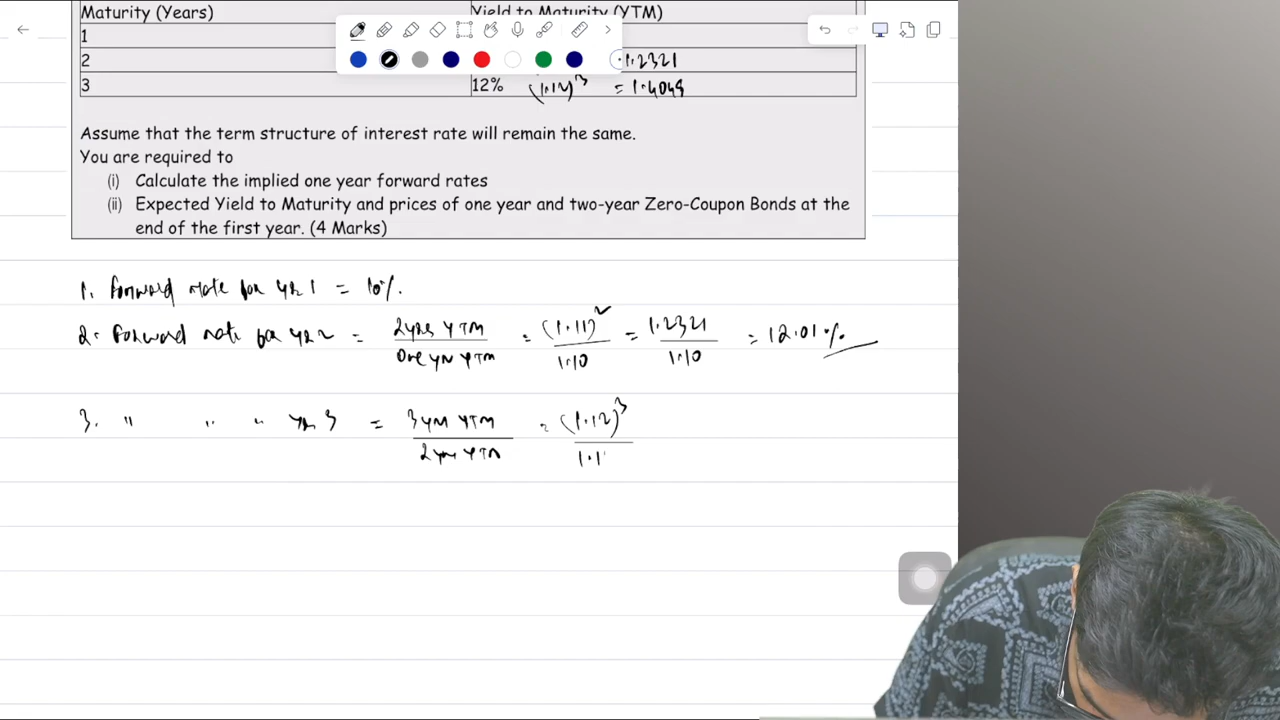 Maturity (Years) Yield to Maturity (YTM)
1
2 1.2321
3 12% (1.12)³ = 1.4049
Assume that the term structure of interest rate will remain the same.
You are required to
(i) Calculate the implied one year forward rates
(ii) Expected Yield to Maturity and prices of one year and two-year Zero-Coupon Bonds at the
end of the first year. (4 Marks)
1. Forward rate for yr 1 = 10%.
2. Forward rate for yr 2 = 2yrs YTM / One yr YTM = (1.11)² / 1.10 = 1.2321 / 1.10 = 12.01%
3. " " " yr 3 = 3 yr YTM / 2 yr YTM = (1.12)³ / 1.1